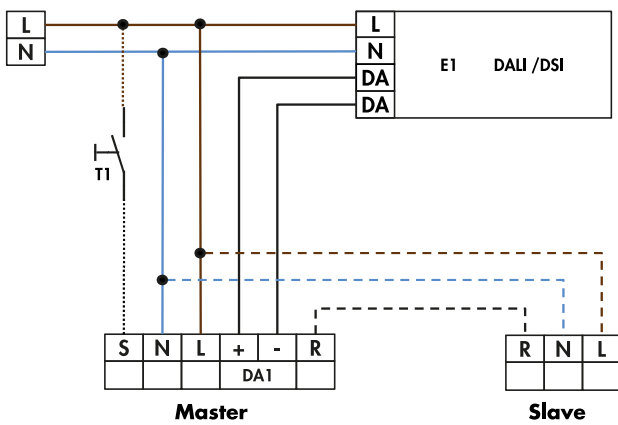 L
N
L
N
DA
DA
E1 DALI /DSI
T1
S N L + - R
DA1
R N L
Master
Slave